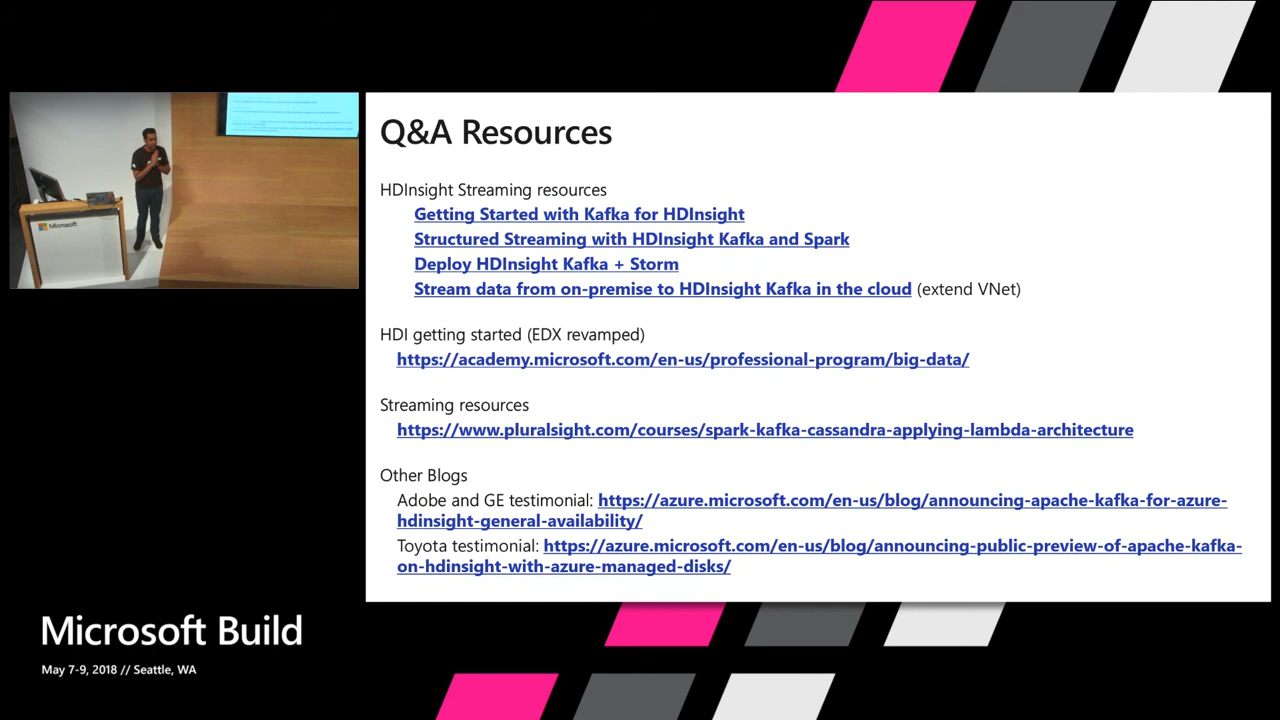 Q&A Resources
HDInsight Streaming resources
Getting Started with Kafka for HDInsight
Structured Streaming with HDInsight Kafka and Spark
Deploy HDInsight Kafka + Storm
Stream data from on-premise to HDInsight Kafka in the cloud (extend VNet)
HDI getting started (EDX revamped)
https://academy.microsoft.com/en-us/professional-program/big-data/
Streaming resources
https://www.pluralsight.com/courses/spark-kafka-cassandra-applying-lambda-architecture
Other Blogs
Adobe and GE testimonial: https://azure.microsoft.com/en-us/blog/announcing-apache-kafka-for-azure-
hdinsight-general-availability/
Toyota testimonial: https://azure.microsoft.com/en-us/blog/announcing-public-preview-of-apache-kafka-
on-hdinsight-with-azure-managed-disks/
Microsoft
Microsoft Build
May 7-9, 2018 // Seattle, WA